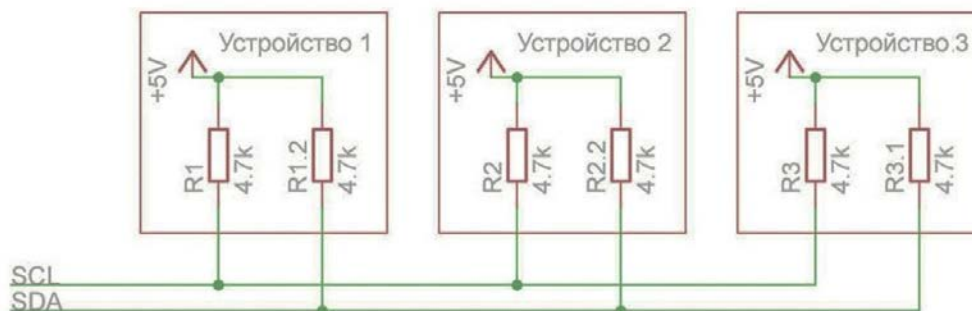 Устройство 1
+5V
R1
4.7k
R1.2
4.7k
Устройство 2
+5V
R2
4.7k
R2.2
4.7k
Устройство 3
+5V
R3
4.7k
R3.1
4.7k
SCL
SDA